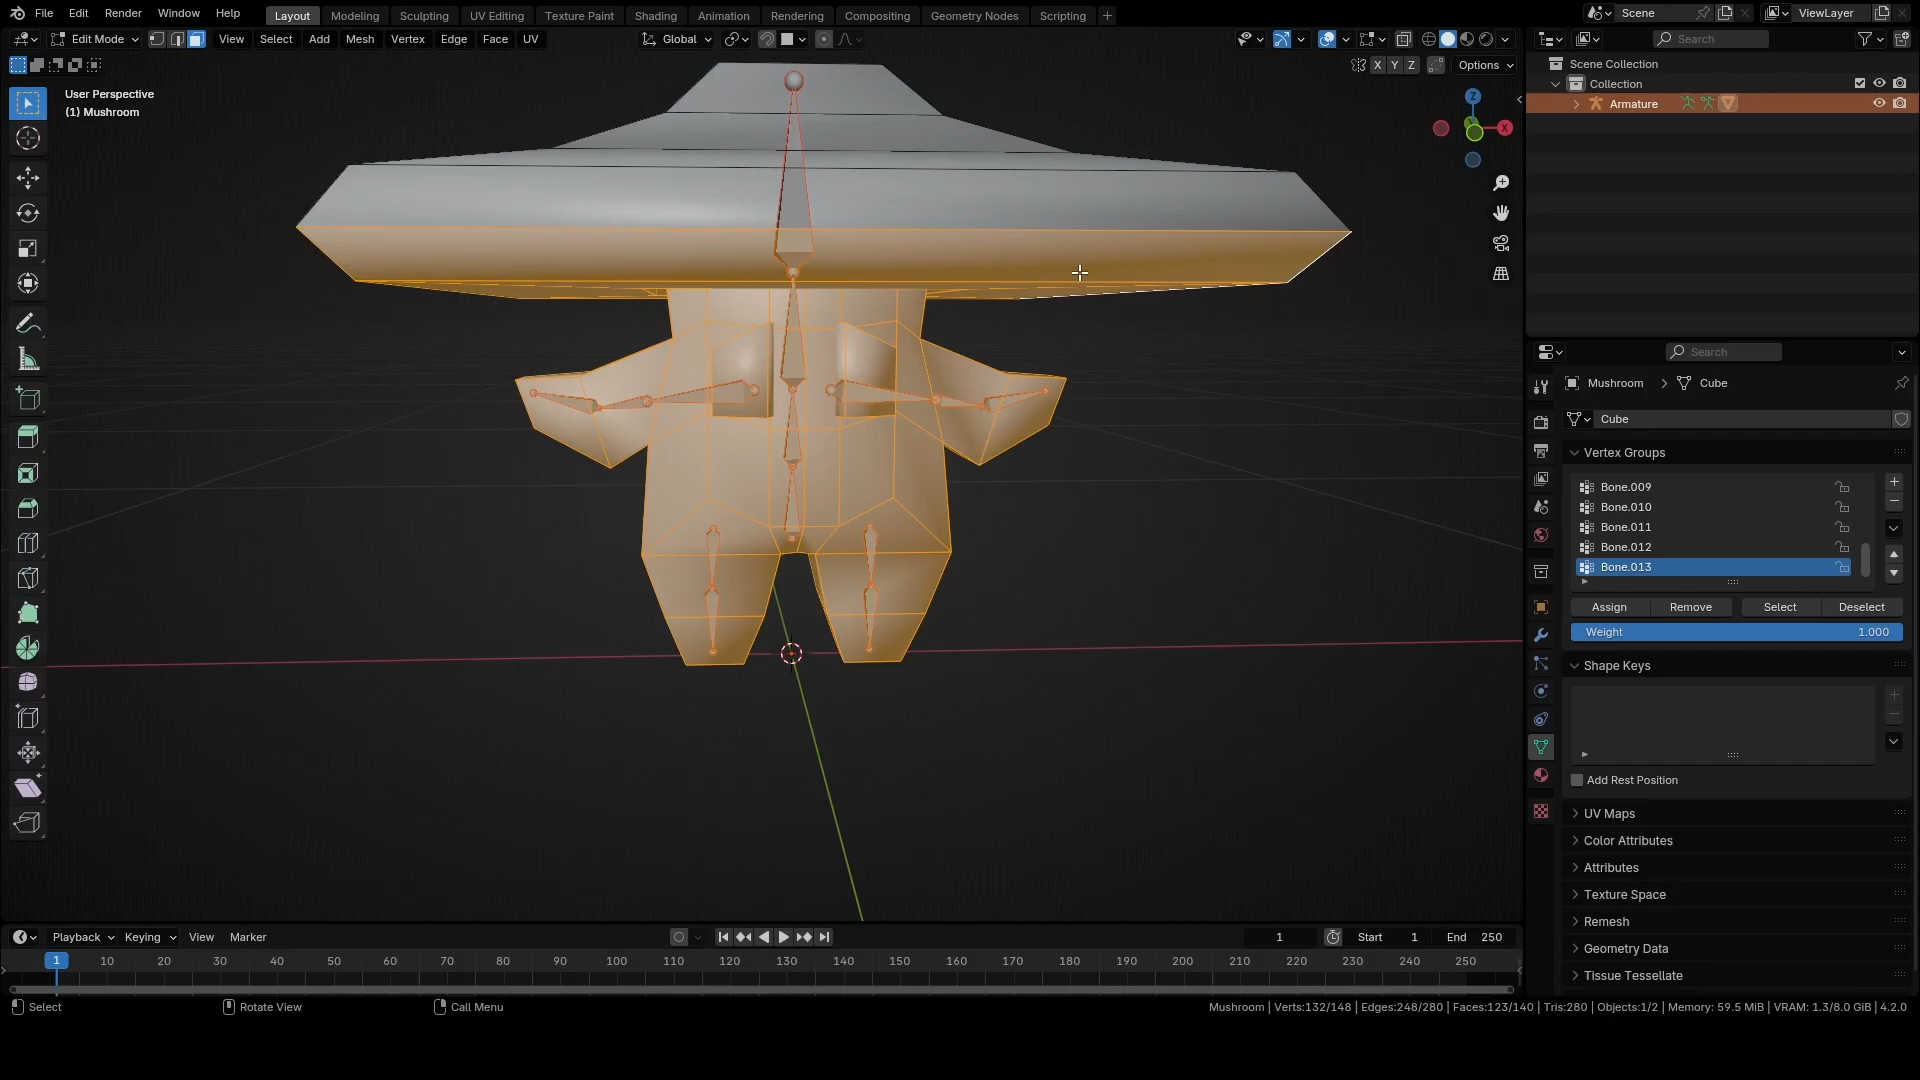 File Edit Render Window Help Layout Modeling Sculpting UV Editing Texture Paint Shading Animation Rendering Compositing Geometry Nodes Scripting + Scene ViewLayer
Edit Mode View Select Add Mesh Vertex Edge Face UV Global Search
X Y Z Options
User Perspective
(1) Mushroom
Z
X
Scene Collection
Collection
Armature
Search
Mushroom > Cube
Cube
Vertex Groups
Bone.009
Bone.010
Bone.011
Bone.012
Bone.013
Assign Remove Select Deselect
Weight 1.000
Shape Keys
Add Rest Position
UV Maps
Color Attributes
Attributes
Texture Space
Remesh
Geometry Data
Tissue Tessellate
Playback Keying View Marker 1 Start 1 End 250
1 10 20 30 40 50 60 70 80 90 100 110 120 130 140 150 160 170 180 190 200 210 220 230 240 250
Select Rotate View Call Menu Mushroom | Verts:132/148 | Edges:248/280 | Faces:123/140 | Tris:280 | Objects:1/2 | Memory: 59.5 MiB | VRAM: 1.3/8.0 GiB | 4.2.0